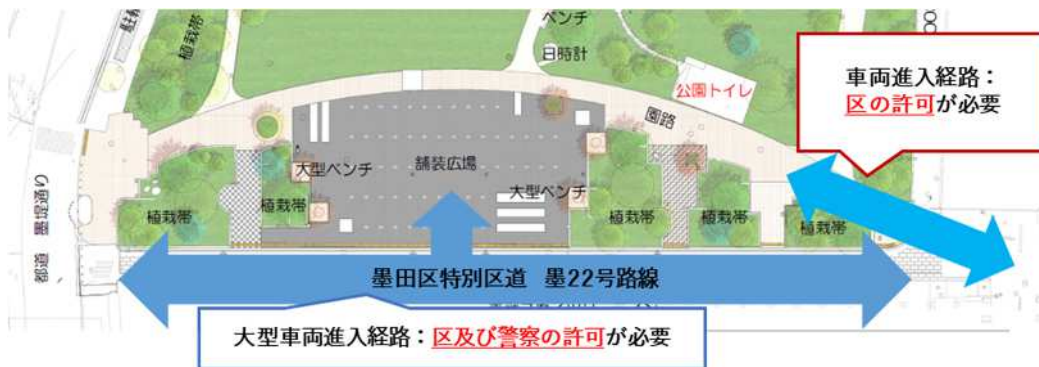 ベンチ
植栽帯
日時計
公園トイレ
車両進入経路：
区の許可が必要
園路
舗装広場
大型ベンチ
大型ベンチ
植栽帯
植栽帯
植栽帯
植栽帯
植栽帯
都道 墨堤通り
墨田区特別区道 墨22号路線
大型車両進入経路：区及び警察の許可が必要